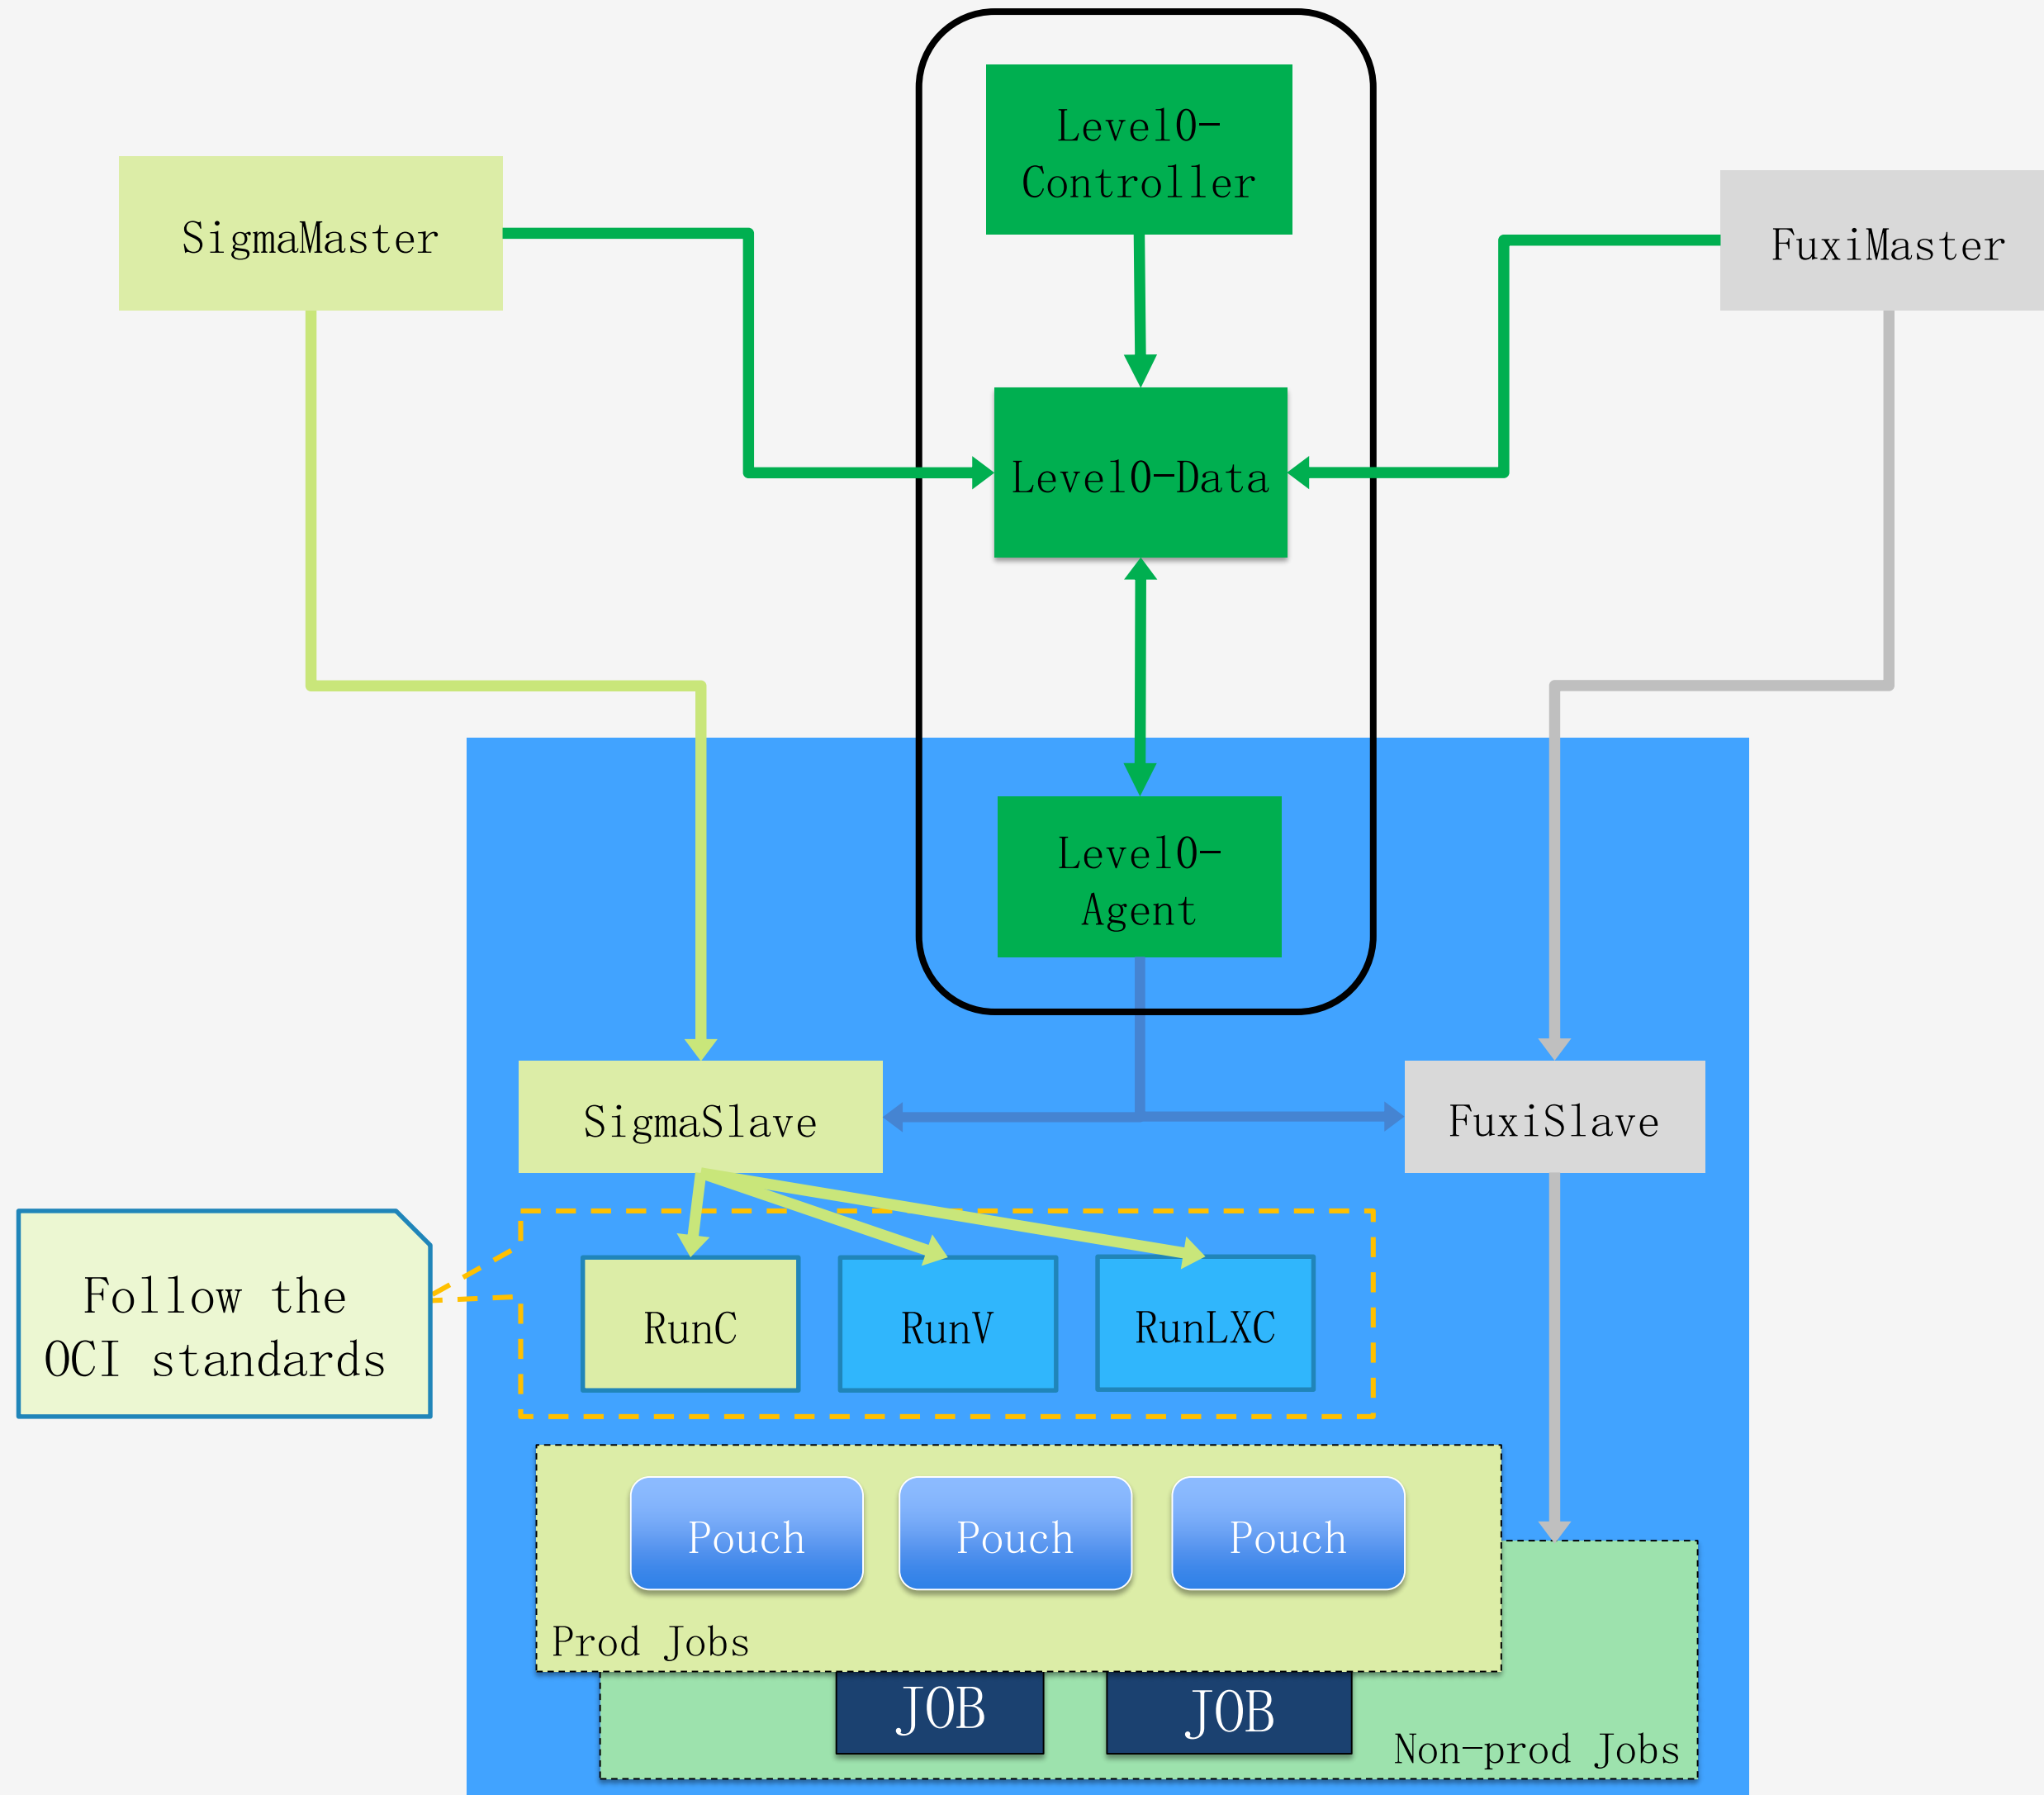 Level0-
Controller
SigmaMaster
FuxiMaster
Level0-Data
Level0-
Agent
SigmaSlave
FuxiSlave
Follow the
OCI standards
RunC
RunV
RunLXC
Pouch
Pouch
Pouch
Prod Jobs
JOB
JOB
Non-prod Jobs